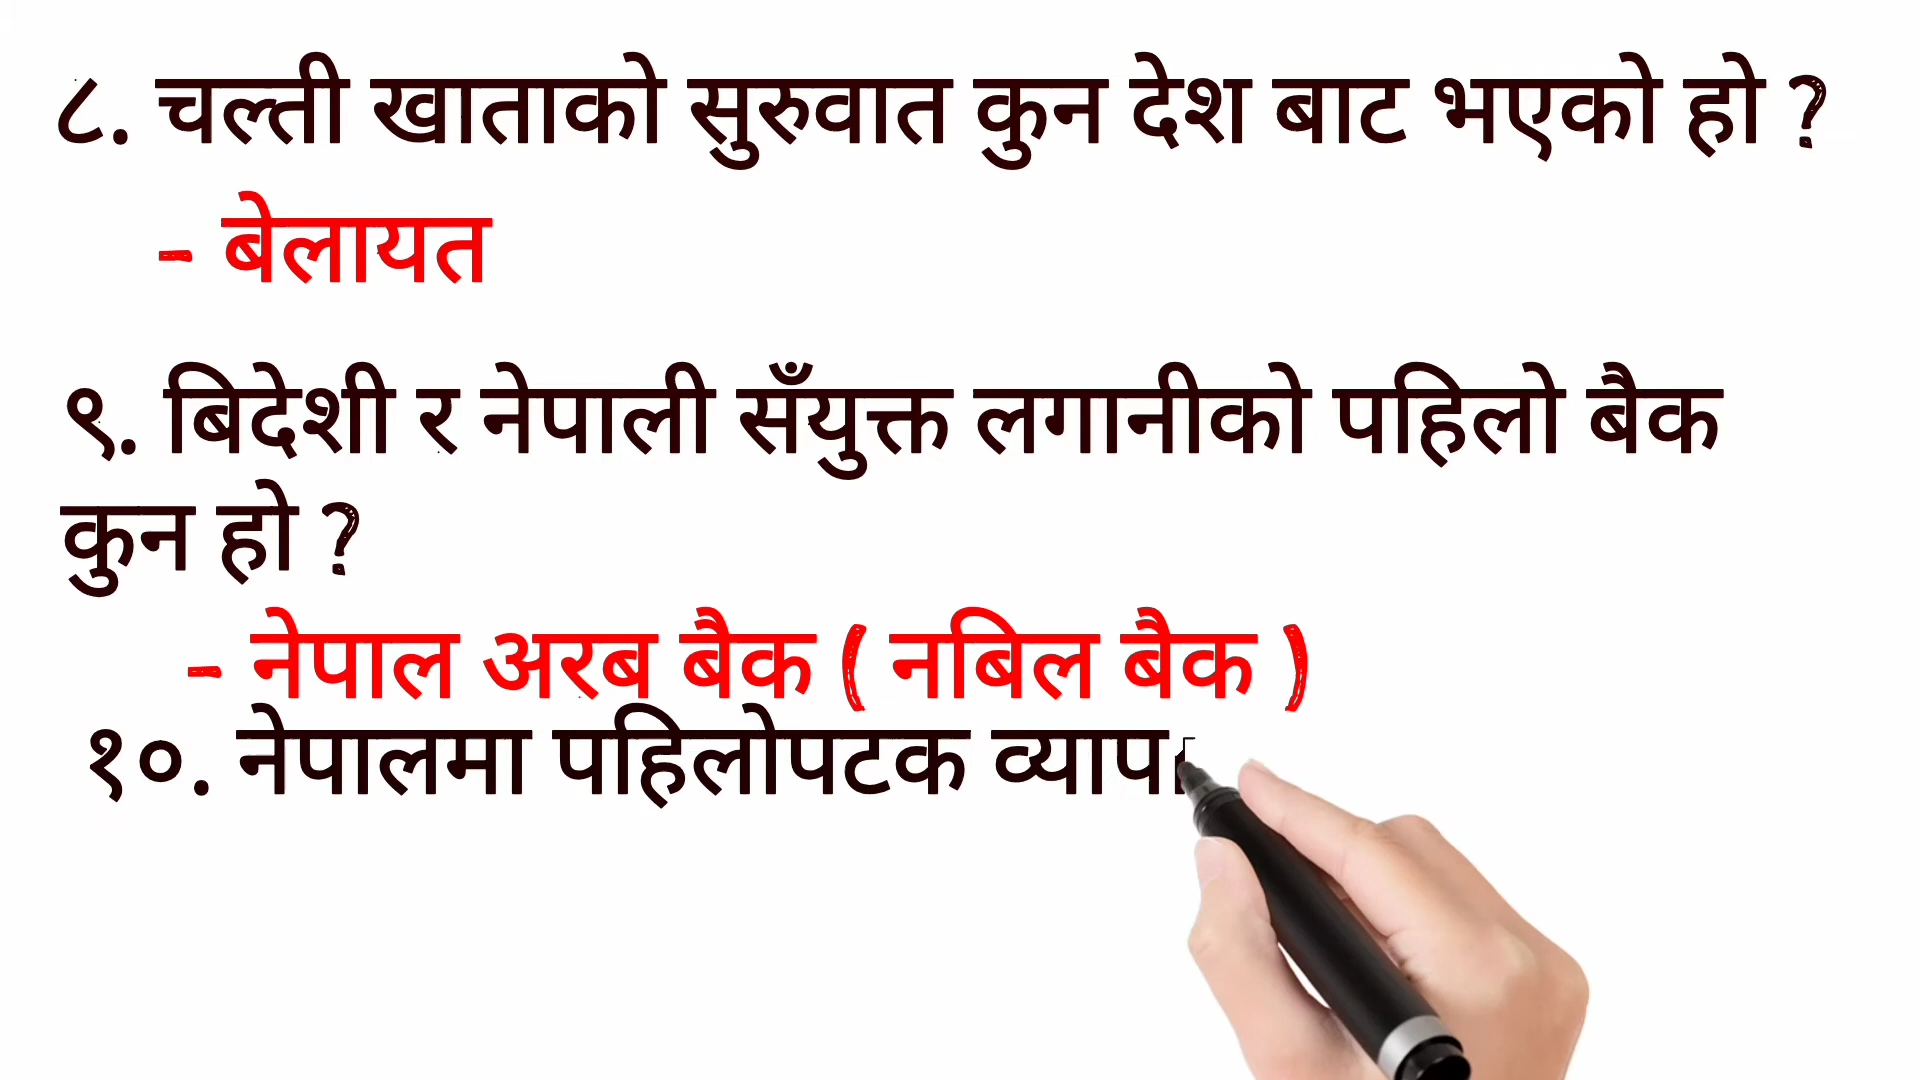 ८. चल्ती खाताको सुरुवात कुन देश बाट भएको हो ?
- बेलायत
९. बिदेशी र नेपाली सँयुक्त लगानीको पहिलो बैक
कुन हो ?
- नेपाल अरब बैक ( नबिल बैक )
१०. नेपालमा पहिलोपटक